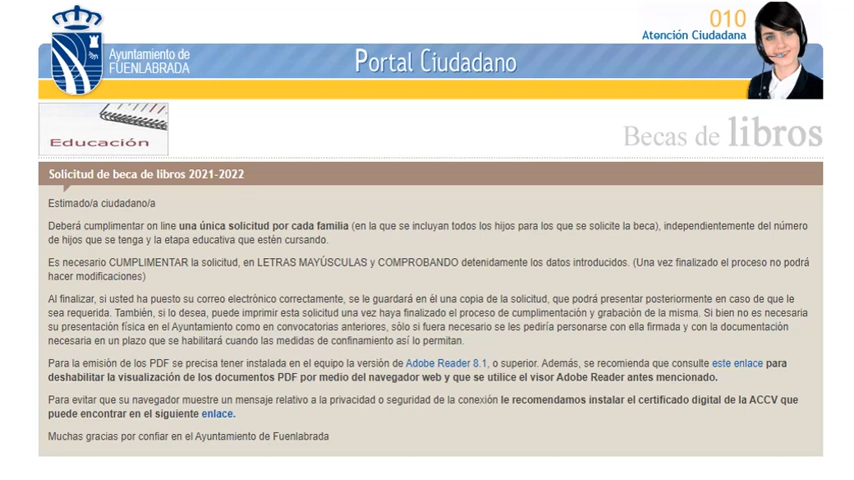 010
Atención Ciudadana
Ayuntamiento de
FUENLABRADA
Portal Ciudadano
Educación
Becas de libros
Solicitud de beca de libros 2021-2022
Estimado/a ciudadano/a
Deberá cumplimentar on line una única solicitud por cada familia (en la que se incluyan todos los hijos para los que se solicite la beca), independientemente del número
de hijos que se tenga y la etapa educativa que estén cursando.
Es necesario CUMPLIMENTAR la solicitud, en LETRAS MAYÚSCULAS y COMPROBANDO detenidamente los datos introducidos. (Una vez finalizado el proceso no podrá
hacer modificaciones)
Al finalizar, si usted ha puesto su correo electrónico correctamente, se le guardará en él una copia de la solicitud, que podrá presentar posteriormente en caso de que le
sea requerida. También, si lo desea, puede imprimir esta solicitud una vez haya finalizado el proceso de cumplimentación y grabación de la misma. Si bien no es necesaria
su presentación física en el Ayuntamiento como en convocatorias anteriores, sólo si fuera necesario se les pediría personarse con ella firmada y con la documentación
necesaria en un plazo que se habilitará cuando las medidas de confinamiento así lo permitan.
Para la emisión de los PDF se precisa tener instalada en el equipo la versión de Adobe Reader 8.1, o superior. Además, se recomienda que consulte este enlace para
deshabilitar la visualización de los documentos PDF por medio del navegador web y que se utilice el visor Adobe Reader antes mencionado.
Para evitar que su navegador muestre un mensaje relativo a la privacidad o seguridad de la conexión le recomendamos instalar el certificado digital de la ACCV que
puede encontrar en el siguiente enlace.
Muchas gracias por confiar en el Ayuntamiento de Fuenlabrada